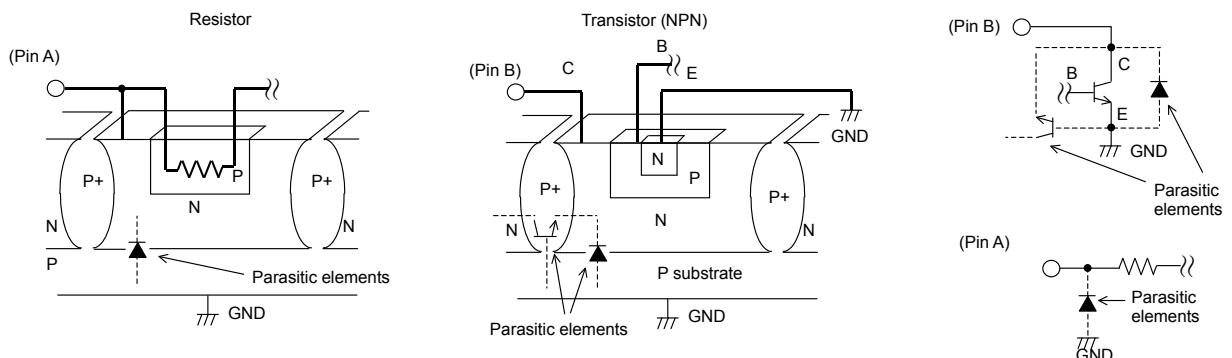 Resistor
(Pin A)
P+
P
P+
N
N
N
P
Parasitic elements
GND
Transistor (NPN)
B
(Pin B)
C
E
GND
N
P+
P
P+
N
N
N
P substrate
Parasitic elements
GND
(Pin B)
C
B
E
GND
Parasitic
elements
(Pin A)
Parasitic
elements
GND